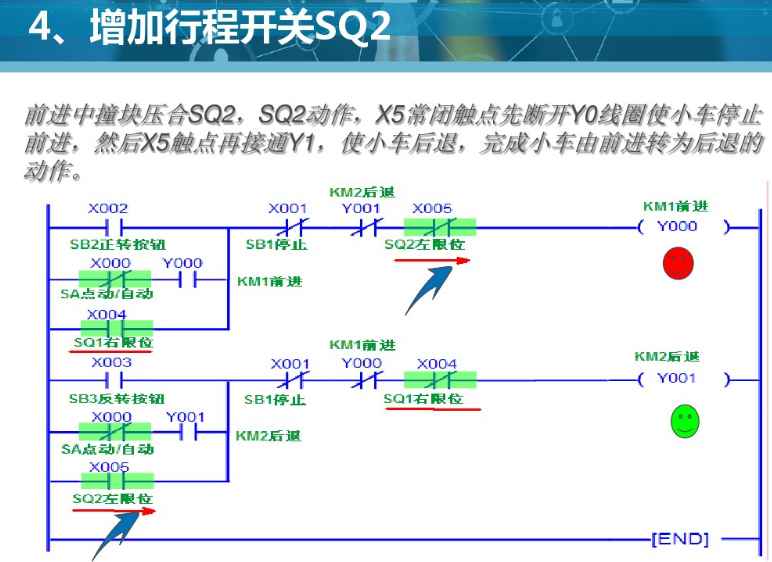 4、增加行程开关SQ2
前进中撞块压合SQ2，SQ2动作，X5常闭触点先断开Y0线圈使小车停止
前进，然后X5触点再接通Y1，使小车后退，完成小车由前进转为后退的
动作。
KM2后退
X002 X001 Y001 X005 KM1前进
( Y000 )
SB2正转按钮 SB1停止 SQ2左限位
X000 Y000
KM1前进
SA点动/自动
X004
SQ1右限位
KM1前进
X003 X001 Y000 X004 KM2后退
( Y001 )
SB3反转按钮 SB1停止 SQ1右限位
X000 Y001
KM2后退
SA点动/自动
X005
SQ2左限位
[END]